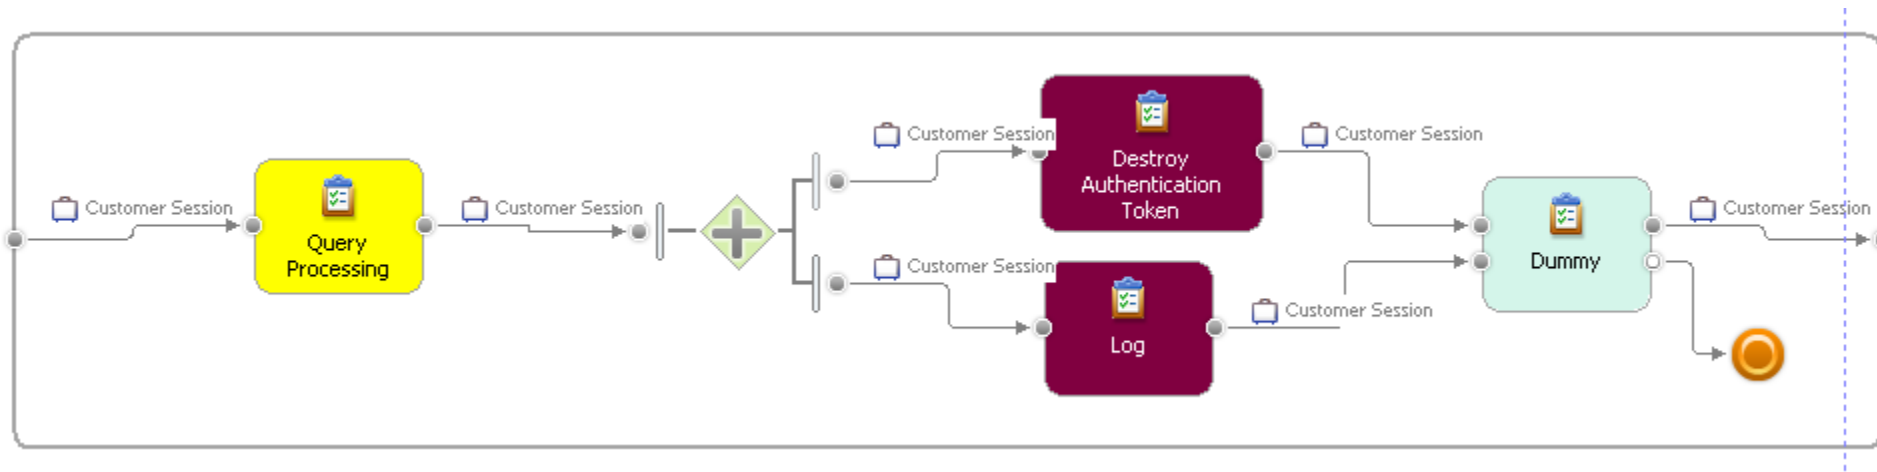 Customer Session
Query
Processing
Customer Session
Customer Session
Destroy
Authentication
Token
Customer Session
Customer Session
Log
Customer Session
Dummy
Customer Session